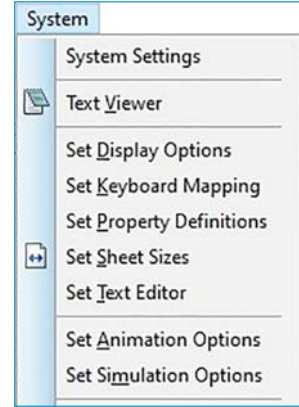 System
System Settings
Text Viewer
Set Display Options
Set Keyboard Mapping
Set Property Definitions
Set Sheet Sizes
Set Text Editor
Set Animation Options
Set Simulation Options